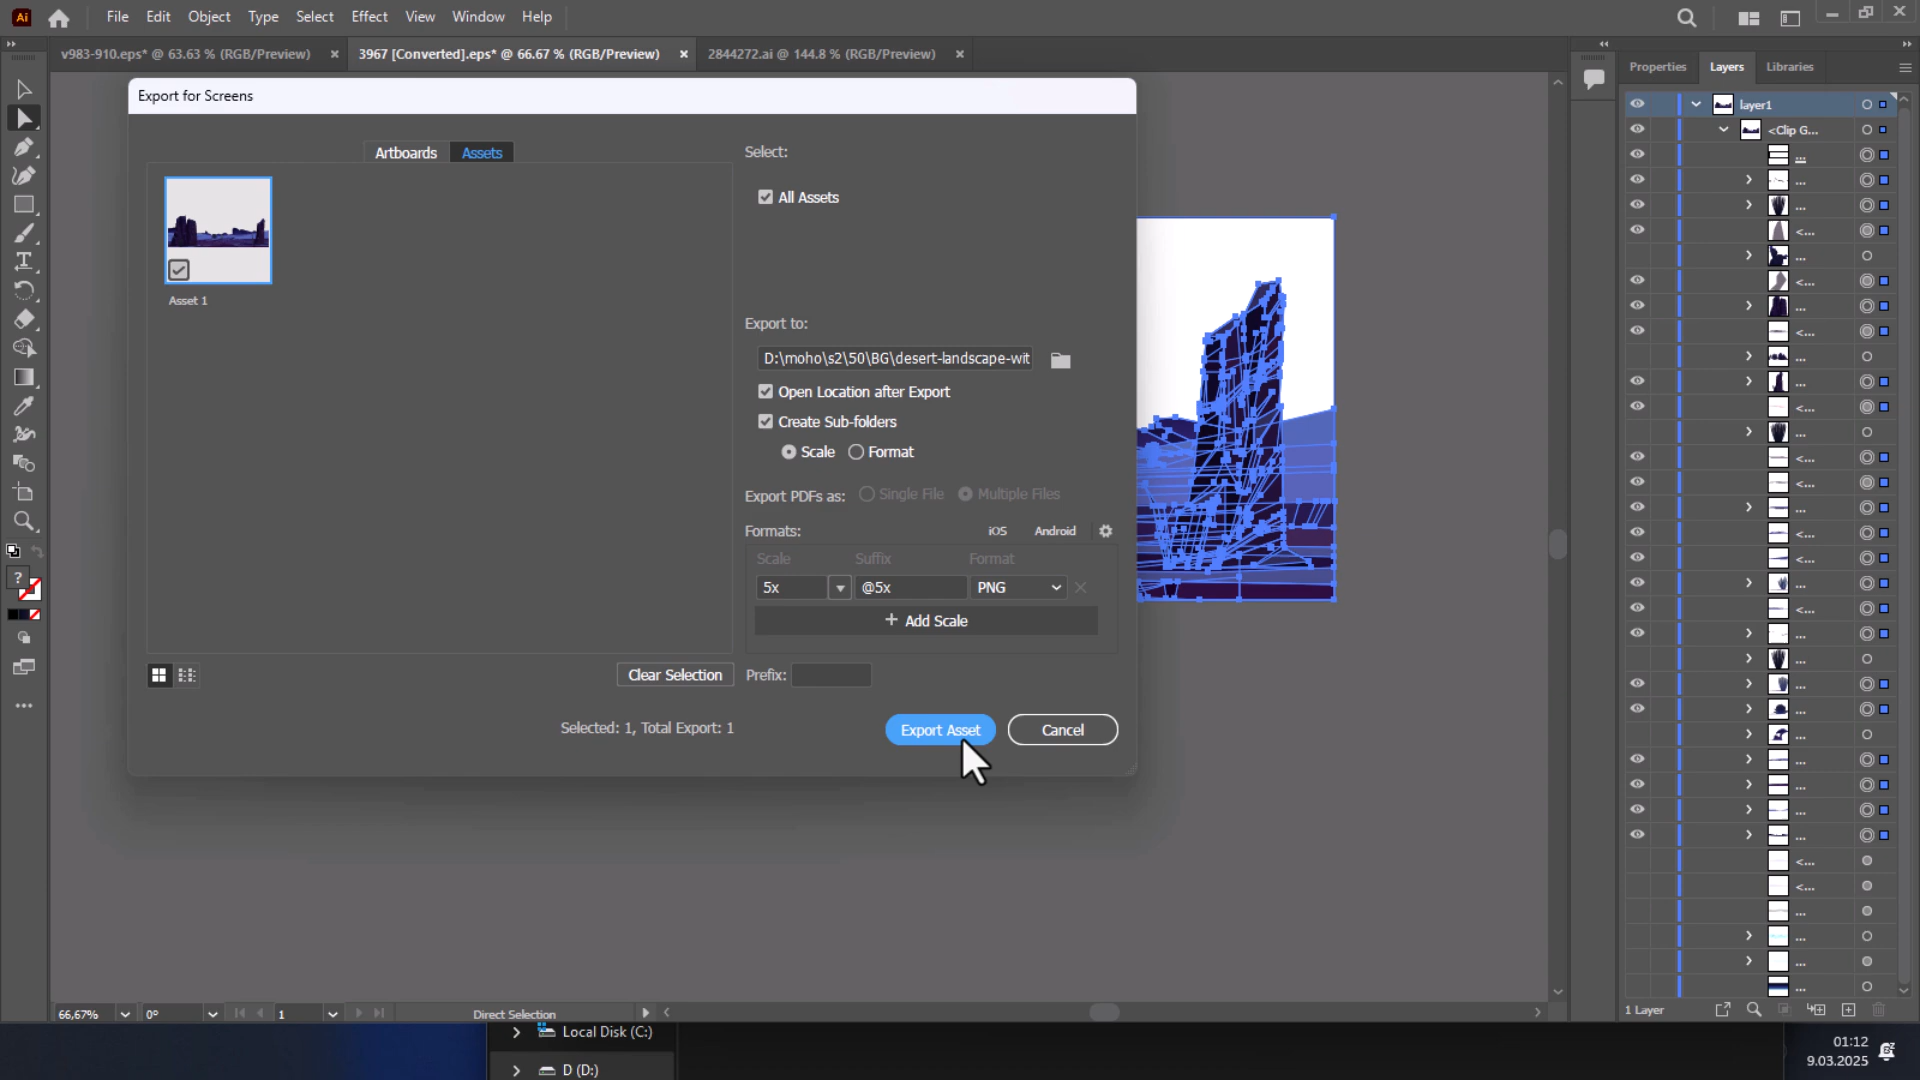 Ai File Edit Object Type Select Effect View Window Help
v983-910.eps* @ 63.63 % (RGB/Preview) × 3967 [Converted].eps* @ 66.67 % (RGB/Preview) × 2844272.ai @ 144.8 % (RGB/Preview) ×
Properties Layers Libraries
Export for Screens
layer1
<Clip G...
Artboards Assets
Select:
All Assets
Asset 1
Export to:
D:\moho\s2\50\BG\desert-landscape-wit
Open Location after Export
Create Sub-folders
Scale Format
Export PDFs as: Single File Multiple Files
Formats: iOS Android
Scale Suffix Format
5x @5x PNG
+ Add Scale
Clear Selection Prefix:
Selected: 1, Total Export: 1
Export Asset Cancel
...
...
...
<...
...
<...
...
<...
...
...
<...
...
<...
<...
...
<...
<...
...
<...
...
...
...
...
...
...
...
...
...
<...
<...
...
...
...
...
66,67% 0° 1 Direct Selection
1 Layer
Local Disk (C:)
D (D:)
01:12
9.03.2025